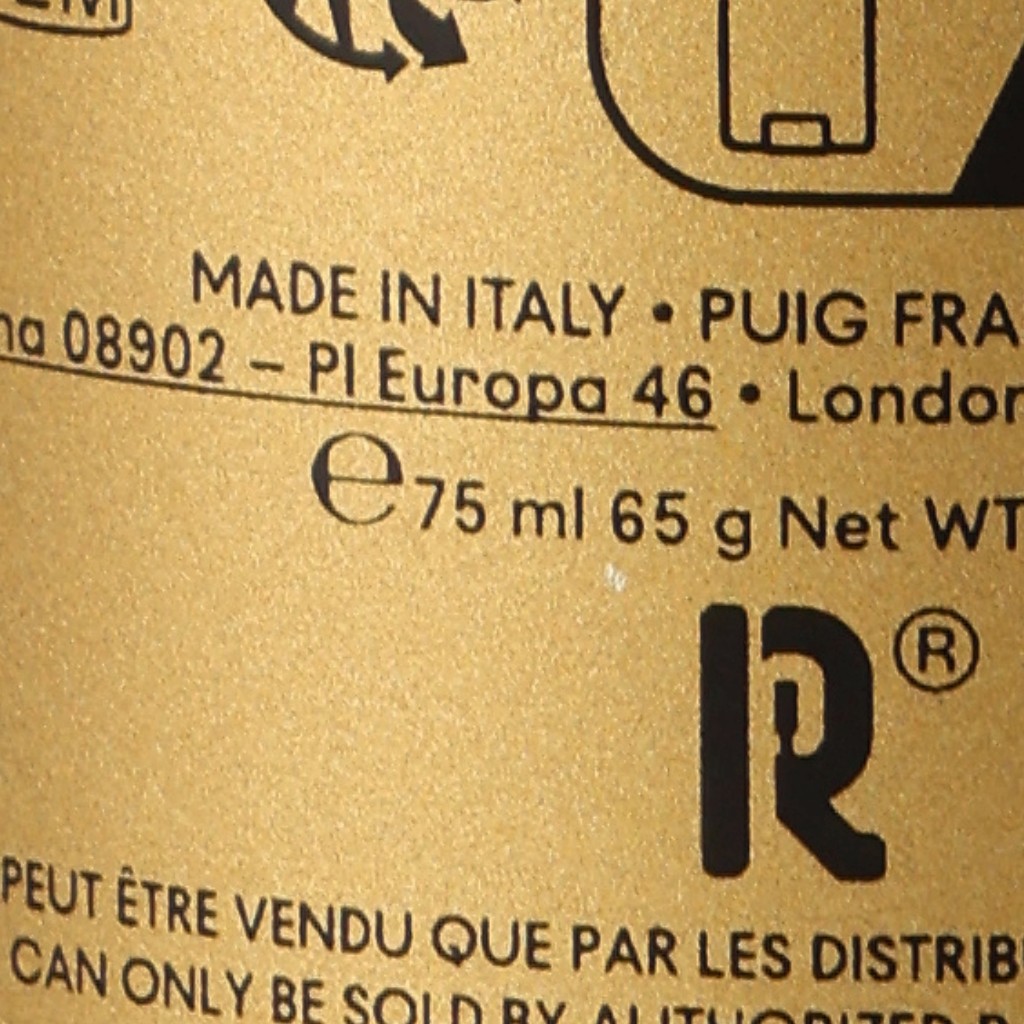 MADE IN ITALY • PUIG FRA
na 08902 – Pl Europa 46 • London
℮ 75 ml 65 g Net WT
R ®
PEUT ÊTRE VENDU QUE PAR LES DISTRIB
CAN ONLY BE SOLD BY AUTHORIZED